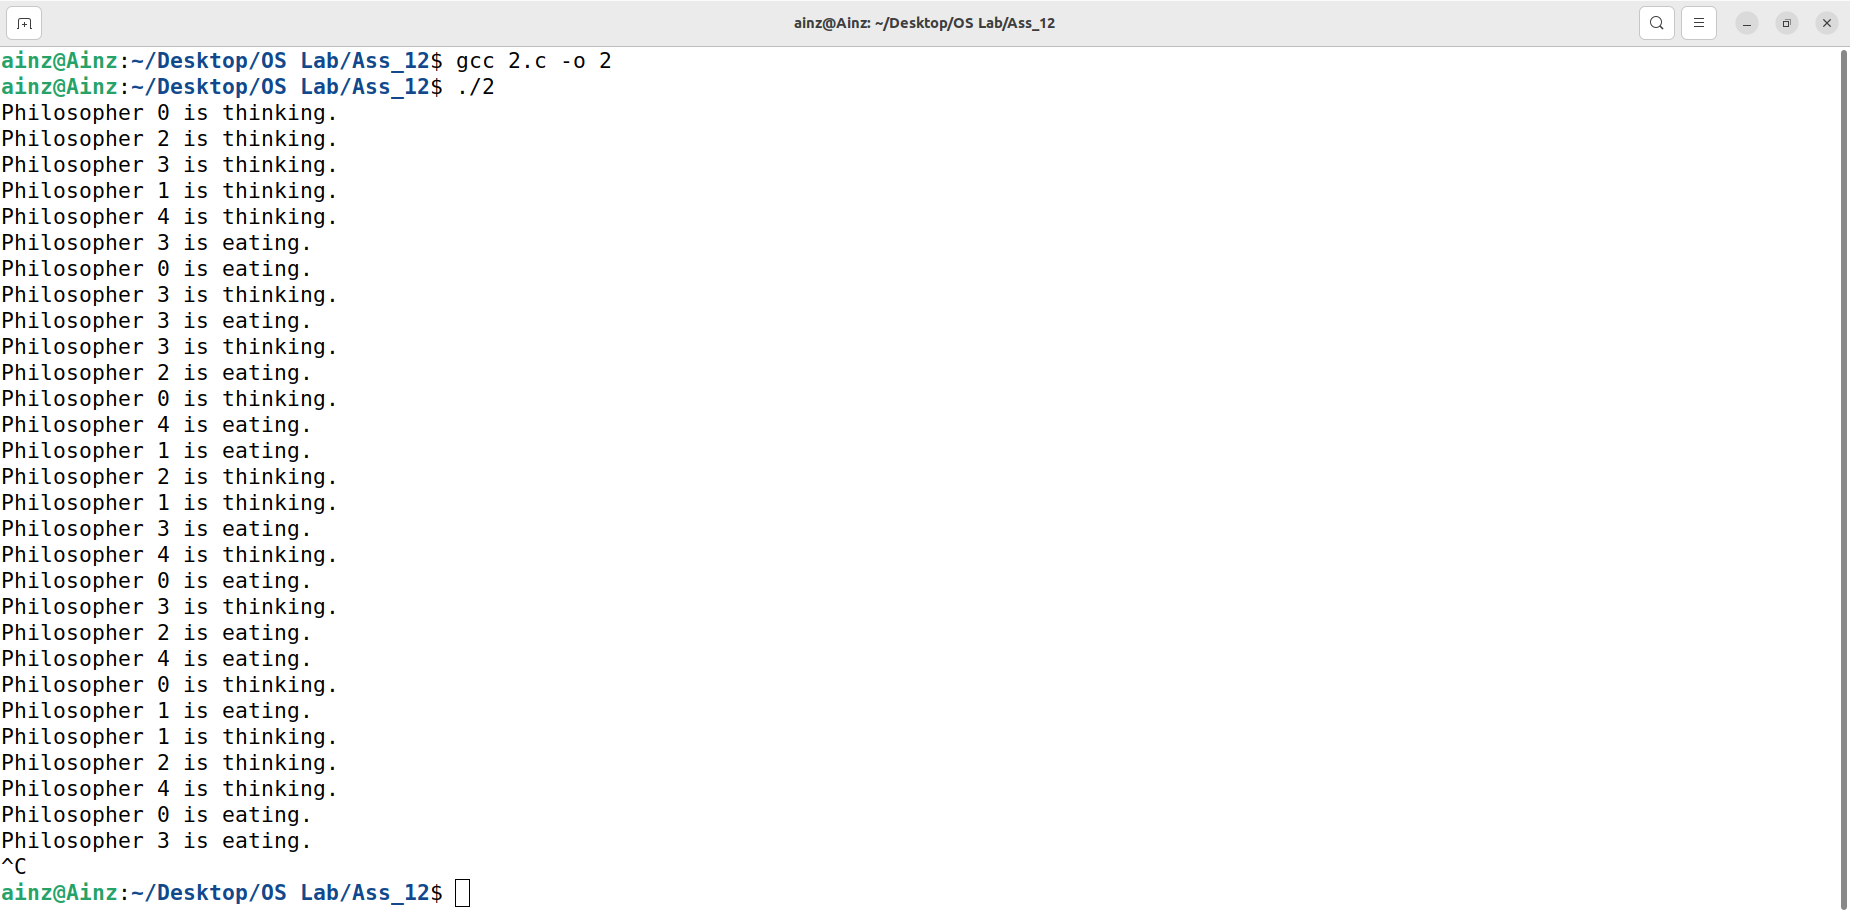 ainz@Ainz: ~/Desktop/OS Lab/Ass_12
ainz@Ainz:~/Desktop/OS Lab/Ass_12$ gcc 2.c -o 2
ainz@Ainz:~/Desktop/OS Lab/Ass_12$ ./2
Philosopher 0 is thinking.
Philosopher 2 is thinking.
Philosopher 3 is thinking.
Philosopher 1 is thinking.
Philosopher 4 is thinking.
Philosopher 3 is eating.
Philosopher 0 is eating.
Philosopher 3 is thinking.
Philosopher 3 is eating.
Philosopher 3 is thinking.
Philosopher 2 is eating.
Philosopher 0 is thinking.
Philosopher 4 is eating.
Philosopher 1 is eating.
Philosopher 2 is thinking.
Philosopher 1 is thinking.
Philosopher 3 is eating.
Philosopher 4 is thinking.
Philosopher 0 is eating.
Philosopher 3 is thinking.
Philosopher 2 is eating.
Philosopher 4 is eating.
Philosopher 0 is thinking.
Philosopher 1 is eating.
Philosopher 1 is thinking.
Philosopher 2 is thinking.
Philosopher 4 is thinking.
Philosopher 0 is eating.
Philosopher 3 is eating.
^C
ainz@Ainz:~/Desktop/OS Lab/Ass_12$